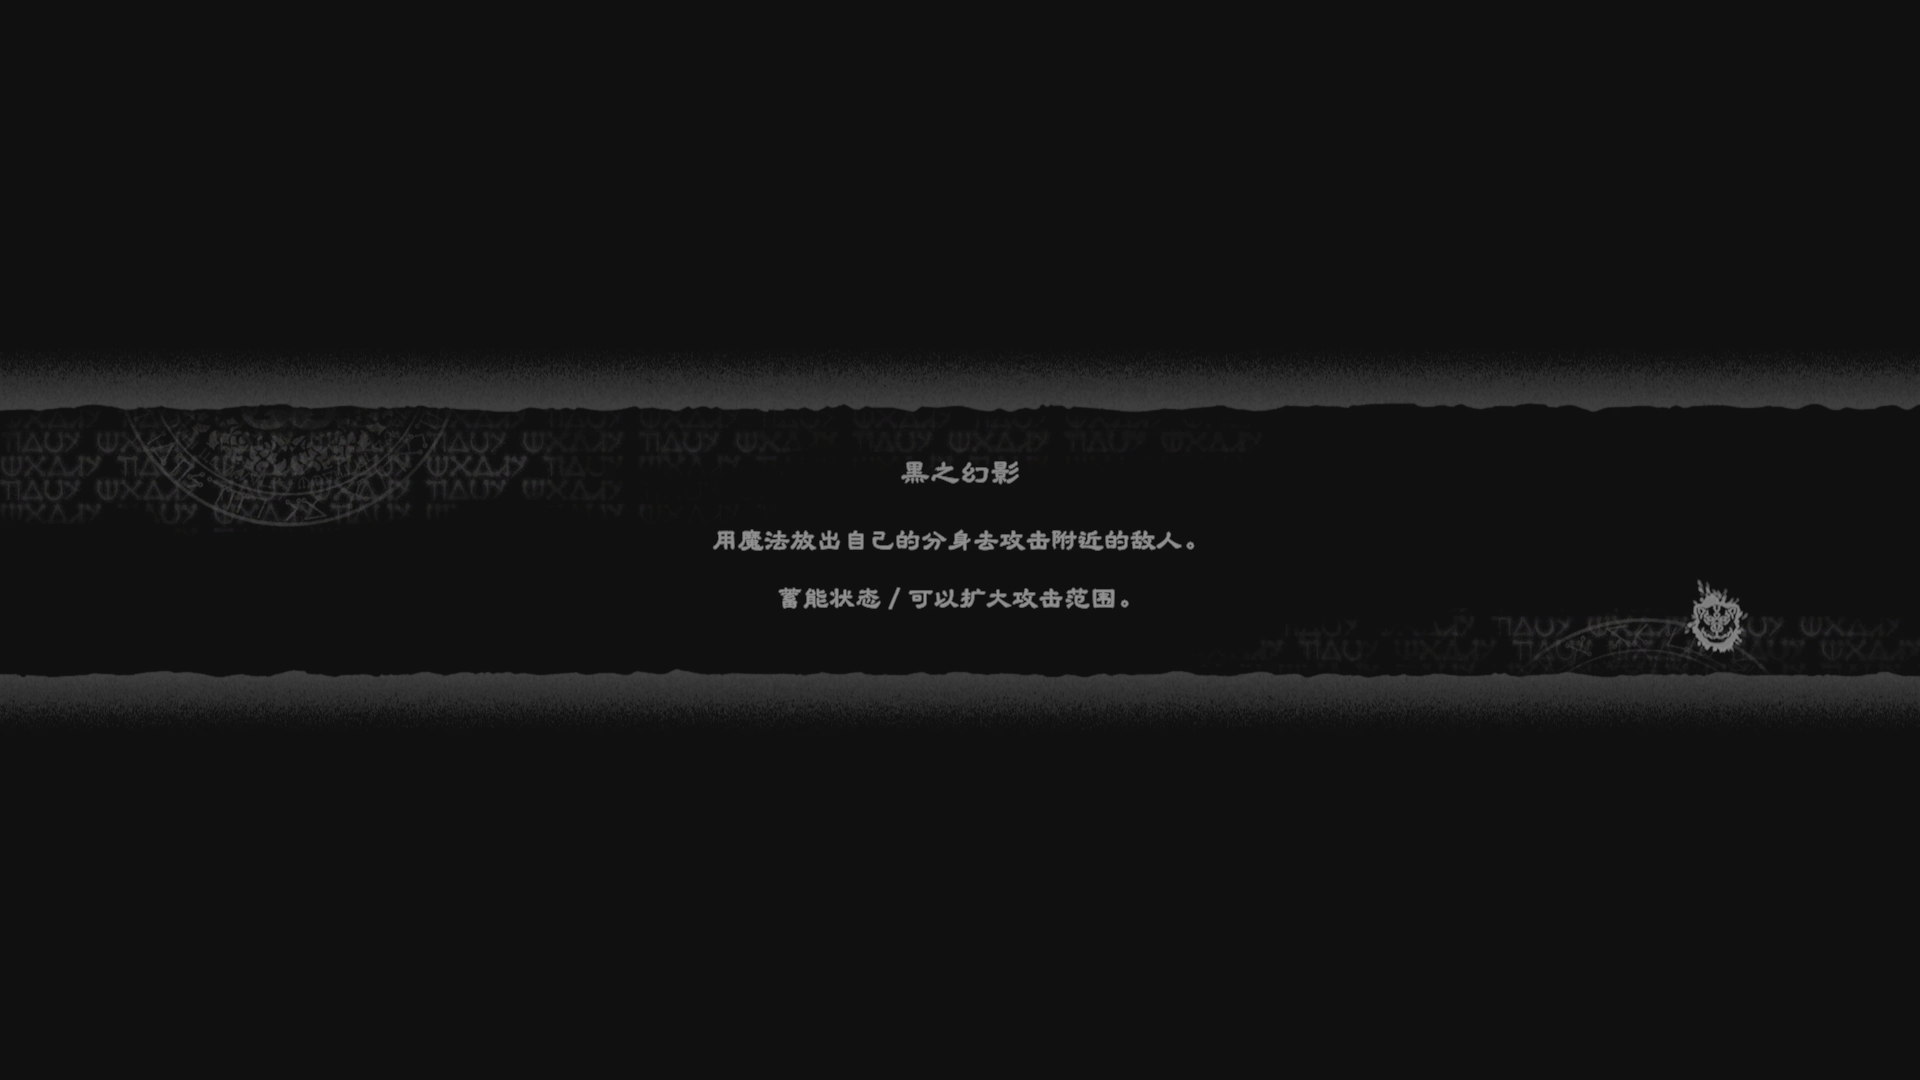 黒之幻影
用魔法放出自己的分身去攻击附近的敌人。
蓄能状态 / 可以扩大攻击范围。